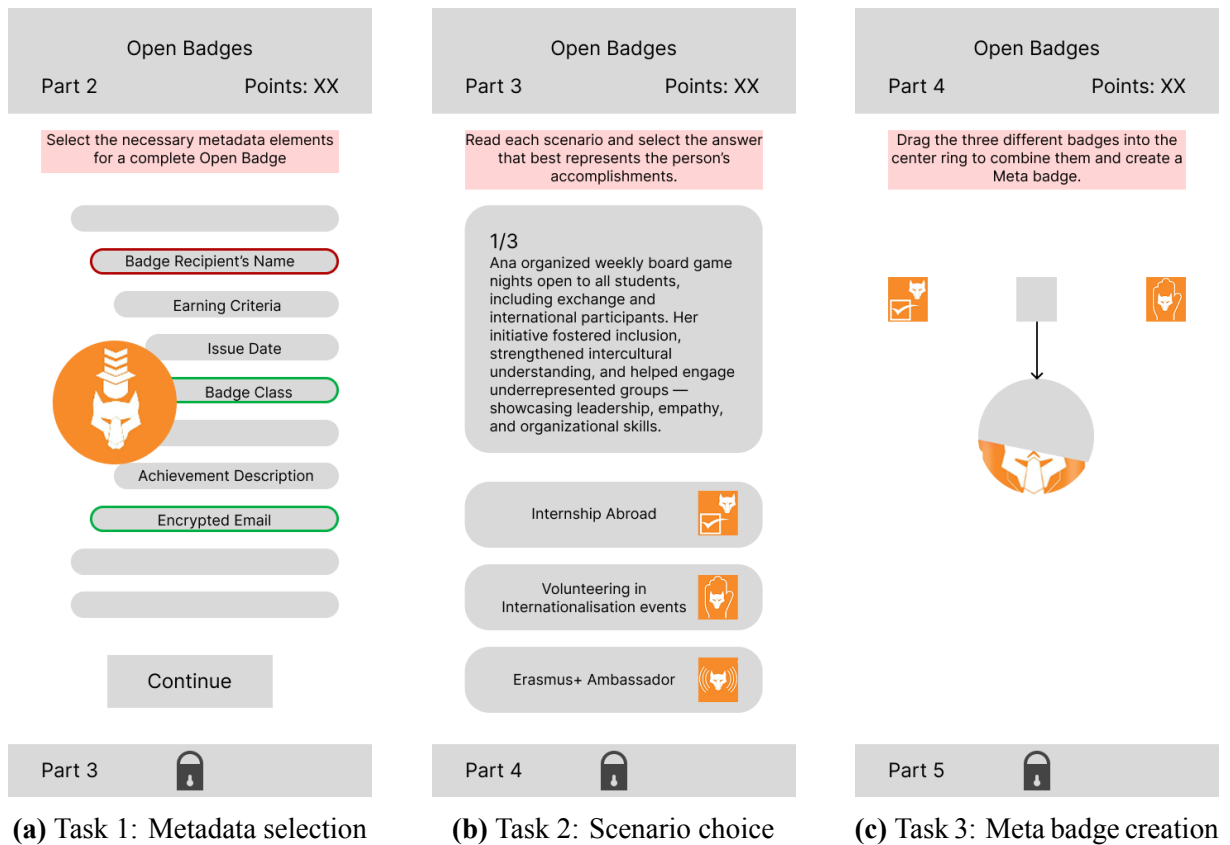 Open Badges
Part 2
Points: XX
Select the necessary metadata elements
for a complete Open Badge
Badge Recipient's Name
Earning Criteria
Issue Date
Badge Class
Achievement Description
Encrypted Email
Continue
Part 3
(a) Task 1: Metadata selection
Open Badges
Part 3
Points: XX
Read each scenario and select the answer
that best represents the person's
accomplishments.
1/3
Ana organized weekly board game
nights open to all students,
including exchange and
international participants. Her
initiative fostered inclusion,
strengthened intercultural
understanding, and helped engage
underrepresented groups —
showcasing leadership, empathy,
and organizational skills.
Internship Abroad
Volunteering in
Internationalisation events
Erasmus+ Ambassador
Part 4
(b) Task 2: Scenario choice
Open Badges
Part 4
Points: XX
Drag the three different badges into the
center ring to combine them and create a
Meta badge.
Part 5
(c) Task 3: Meta badge creation